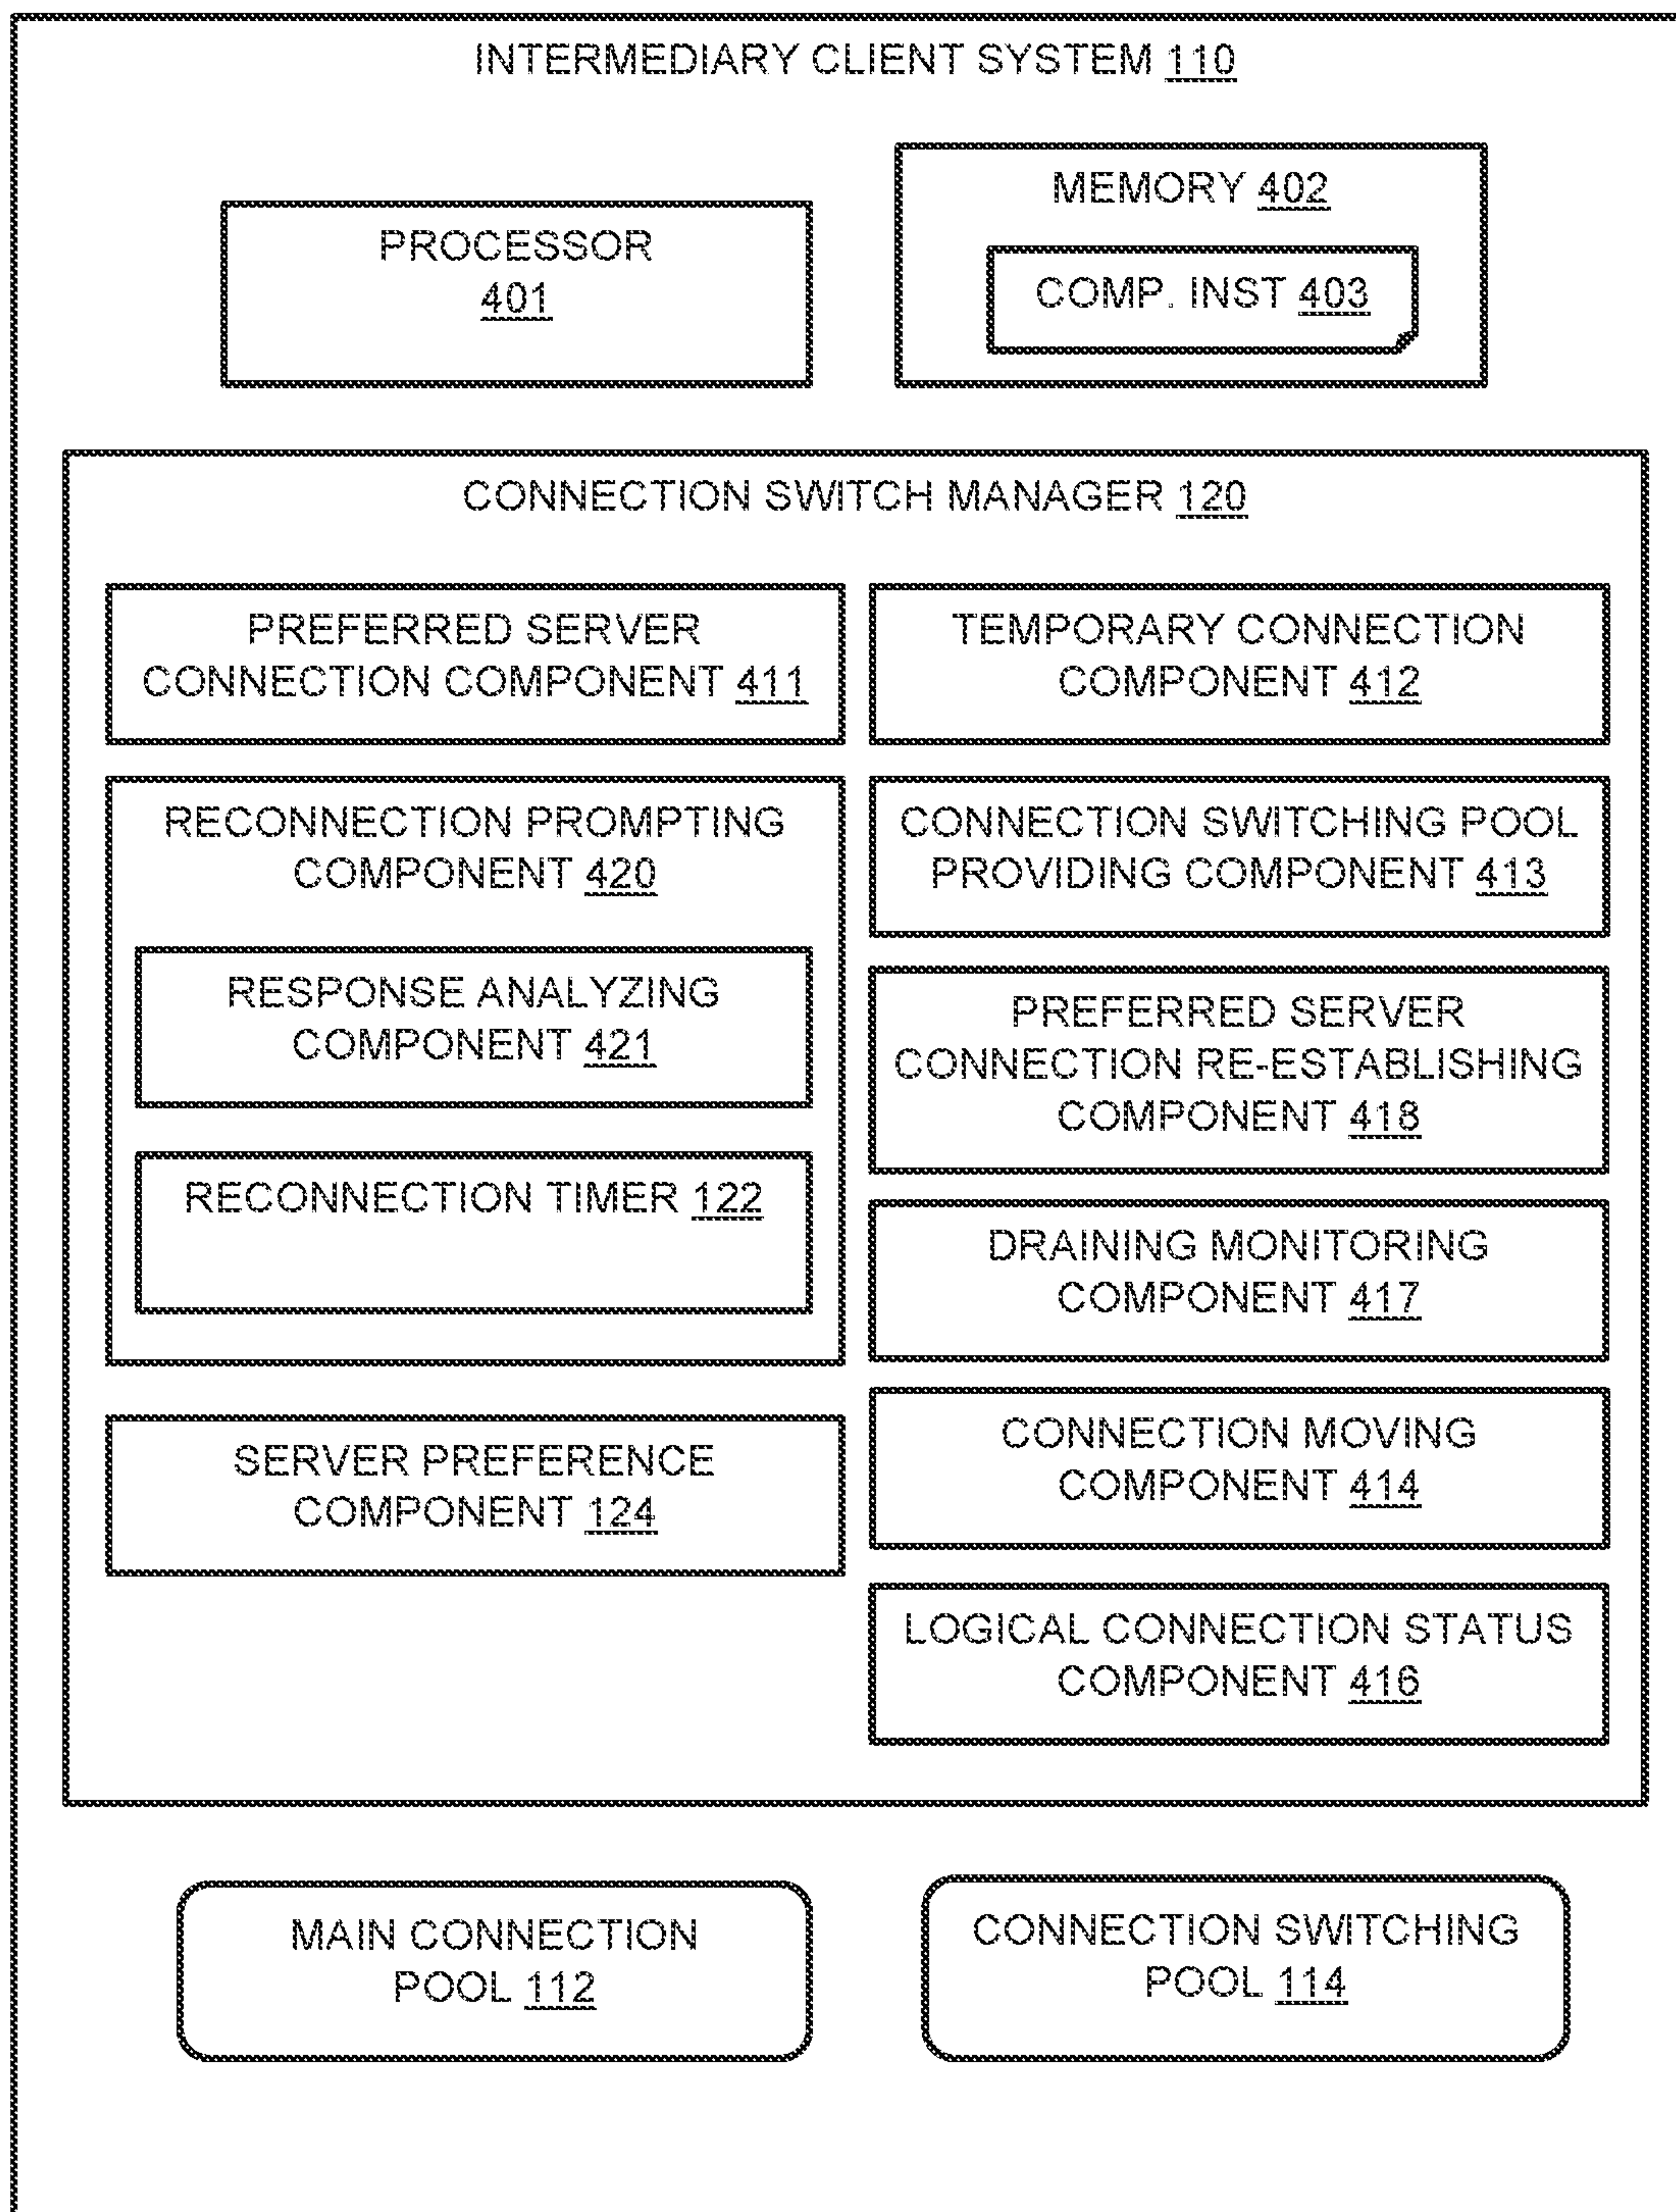 INTERMEDIARY CLIENT SYSTEM 110
PROCESSOR
401
MEMORY 402
COMP. INST 403
CONNECTION SWITCH MANAGER 120
PREFERRED SERVER
CONNECTION COMPONENT 411
TEMPORARY CONNECTION
COMPONENT 412
RECONNECTION PROMPTING
COMPONENT 420
RESPONSE ANALYZING
COMPONENT 421
RECONNECTION TIMER 122
SERVER PREFERENCE
COMPONENT 124
CONNECTION SWITCHING POOL
PROVIDING COMPONENT 413
PREFERRED SERVER
CONNECTION RE-ESTABLISHING
COMPONENT 418
DRAINING MONITORING
COMPONENT 417
CONNECTION MOVING
COMPONENT 414
LOGICAL CONNECTION STATUS
COMPONENT 416
MAIN CONNECTION
POOL 112
CONNECTION SWITCHING
POOL 114